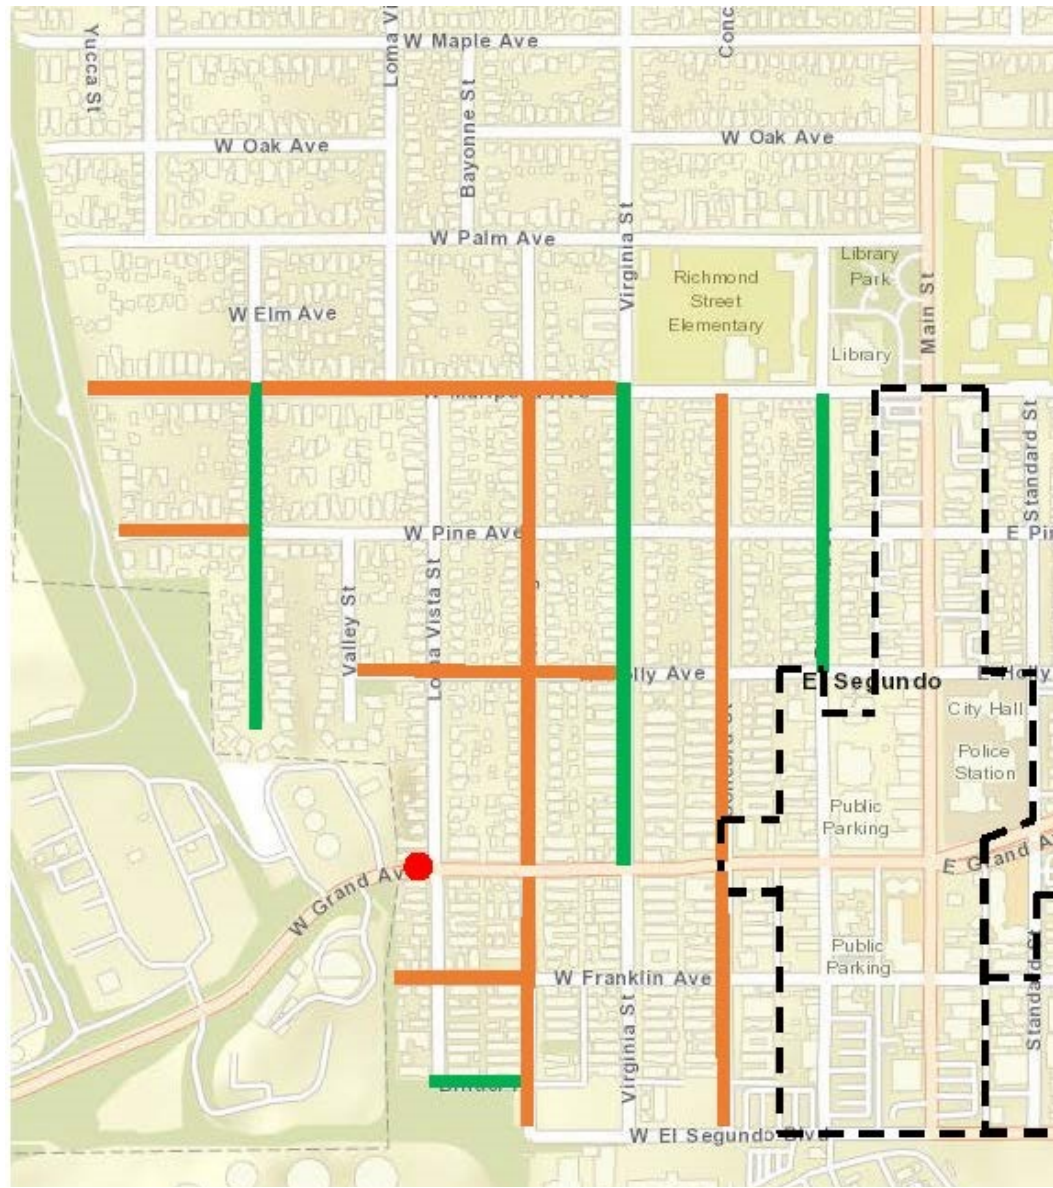 Yucca St
Loma Vi
W Maple Ave
Conc
Bayonne St
W Oak Ave
W Oak Ave
W Palm Ave
Virginia St
Library
Park
Richmond
Street
Elementary
W Elm Ave
Main St
Library
Standard St
W Pine Ave
E Pi
Valley St
Loma Vista St
lly Ave
El Segundo
E Holly
City Hall
Police
Station
Public
Parking
W Grand Av
E Grand A
Public
Parking
W Franklin Ave
Standard St
Virginia St
W El Segundo Blvd